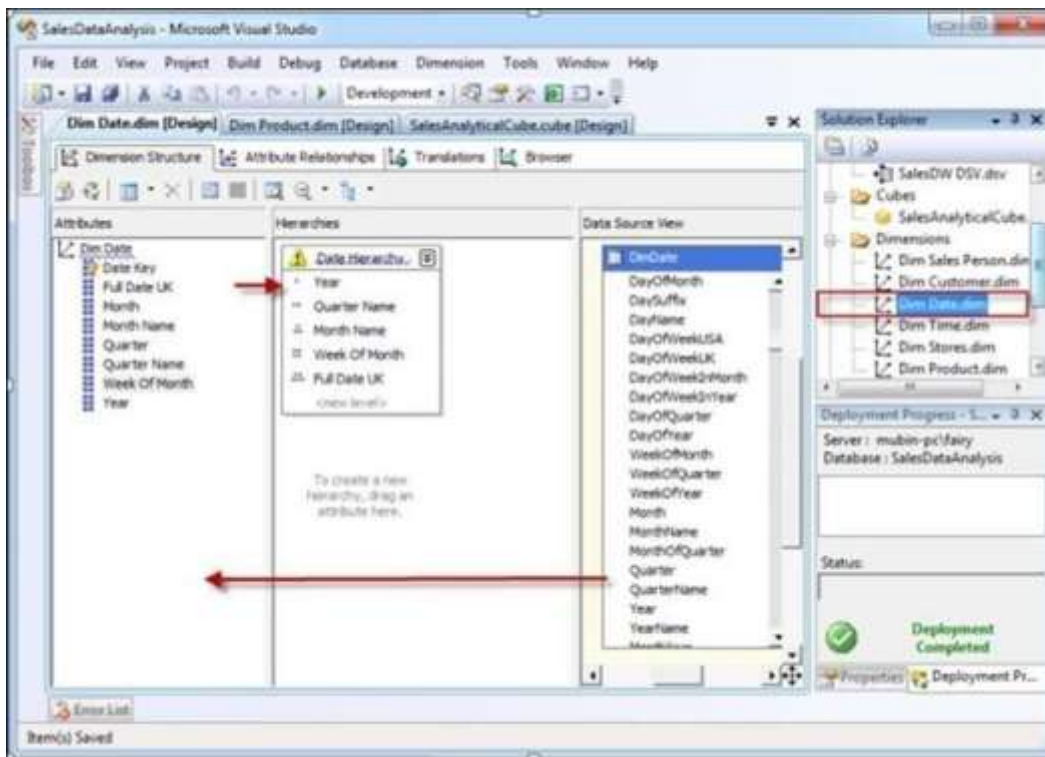 SalesDataAnalysis - Microsoft Visual Studio
File Edit View Project Build Debug Database Dimension Tools Window Help
Development
Toolbox
Dim Date.dim [Design] Dim Product.dim [Design] SalesAnalyticalCube.cube [Design]
Dimension Structure Attribute Relationships Translations Browser
Attributes
Dim Date
Date Key
Full Date UK
Month
Month Name
Quarter
Quarter Name
Week Of Month
Year
Hierarchies
Date Hierarchy..
Year
Quarter Name
Month Name
Week Of Month
Full Date UK
<new level>
To create a new
hierarchy, drag an
attribute here.
Data Source View
DimDate
DayOfMonth
DaySuffix
DayName
DayOfWeekUSA
DayOfWeekUK
DayOfWeekInMonth
DayOfWeekInYear
DayOfQuarter
DayOfYear
WeekOfMonth
WeekOfQuarter
WeekOfYear
Month
MonthName
MonthOfQuarter
Quarter
QuarterName
Year
YearName
Solution Explorer
SalesDW DSV.dsv
Cubes
SalesAnalyticalCube.
Dimensions
Dim Sales Person.dim
Dim Customer.dim
Dim Date.dim
Dim Time.dim
Dim Stores.dim
Dim Product.dim
Deployment Progress - S...
Server : mubin-pc\fairy
Database : SalesDataAnalysis
Status:
Deployment
Completed
Properties Deployment Pr...
Error List
Item(s) Saved